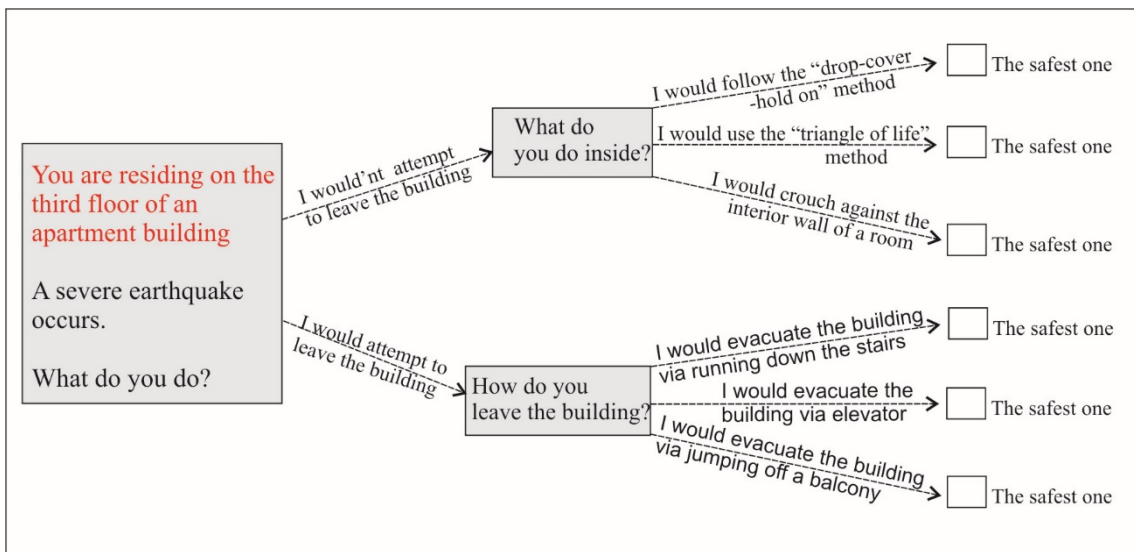 You are residing on the
third floor of an
apartment building
A severe earthquake
occurs.
What do you do?
I would'nt attempt
to leave the building
What do
you do inside?
I would follow the “drop-cover
-hold on” method
The safest one
I would use the “triangle of life”
method
The safest one
I would crouch against the
interior wall of a room
The safest one
I would attempt to
leave the building
How do you
leave the building?
I would evacuate the building
via running down the stairs
The safest one
I would evacuate the
building via elevator
The safest one
I would evacuate the building
via jumping off a balcony
The safest one